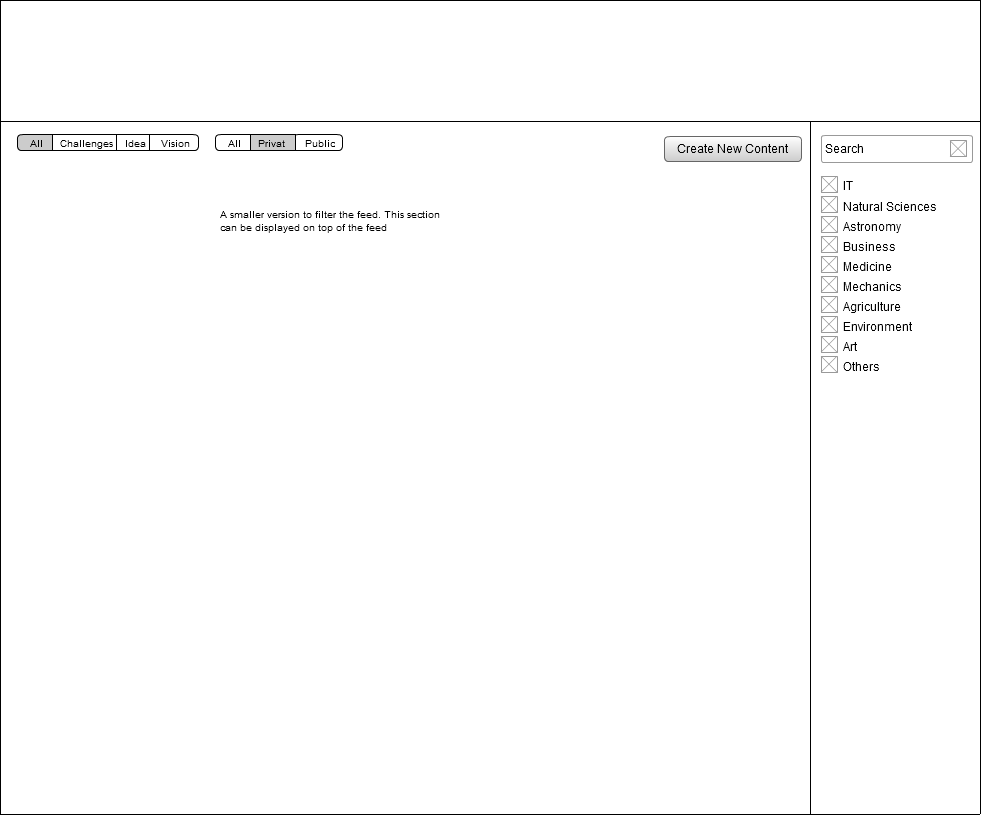 All Challenges Idea Vision All Privat Public
Create New Content
A smaller version to filter the feed. This section
can be displayed on top of the feed
Search
IT
Natural Sciences
Astronomy
Business
Medicine
Mechanics
Agriculture
Environment
Art
Others